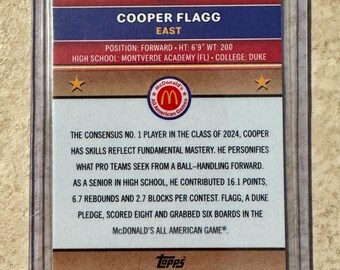 COOPER FLAGG
EAST
POSITION: FORWARD • HT: 6'9" WT: 200
HIGH SCHOOL: MONTVERDE ACADEMY (FL) • COLLEGE: DUKE
McDonald's
All American Games
THE CONSENSUS NO. 1 PLAYER IN THE CLASS OF 2024, COOPER
HAS SKILLS REFLECT FUNDAMENTAL MASTERY. HE PERSONIFIES
WHAT PRO TEAMS SEEK FROM A BALL-HANDLING FORWARD.
AS A SENIOR IN HIGH SCHOOL, HE CONTRIBUTED 16.1 POINTS,
6.7 REBOUNDS AND 2.7 BLOCKS PER CONTEST. FLAGG, A DUKE
PLEDGE, SCORED EIGHT AND GRABBED SIX BOARDS IN THE
McDONALD'S ALL AMERICAN GAME®.
Topps